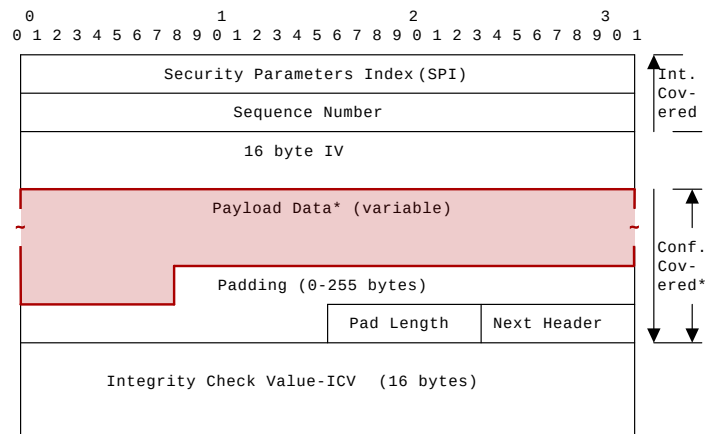 0 1 2 3
0 1 2 3 4 5 6 7 8 9 0 1 2 3 4 5 6 7 8 9 0 1 2 3 4 5 6 7 8 9 0 1
Security Parameters Index (SPI)
Sequence Number
16 byte IV
Payload Data* (variable)
~ ~
Padding (0-255 bytes)
Pad Length Next Header
Integrity Check Value-ICV (16 bytes)
Int.
Cov-
ered
Conf.
Cov-
ered*